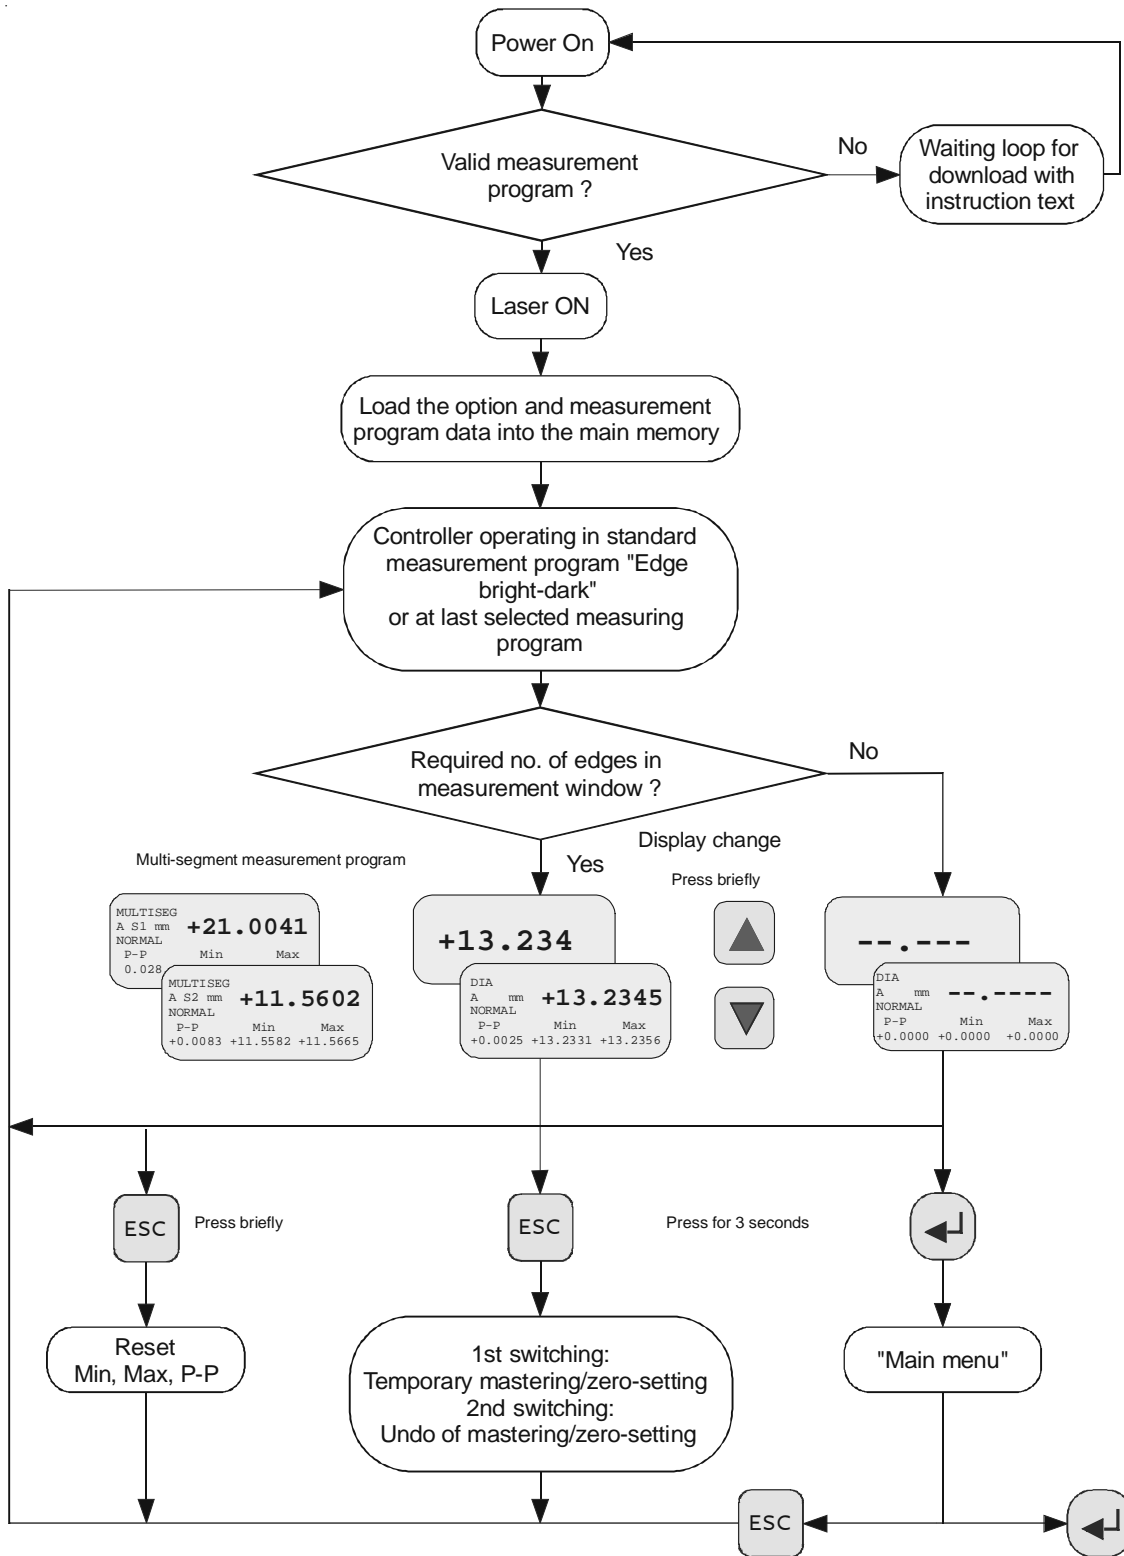 Power On
Valid measurement
program ?
No
Waiting loop for
download with
instruction text
Yes
Laser ON
Load the option and measurement
program data into the main memory
Controller operating in standard
measurement program "Edge
bright-dark"
or at last selected measuring
program
Required no. of edges in
measurement window ?
No
Yes
Display change
Press briefly
Multi-segment measurement program
MULTISEG
A S1 mm +21.0041
NORMAL
P-P Min Max
0.028
MULTISEG
A S2 mm +11.5602
NORMAL
P-P Min Max
+0.0083 +11.5582 +11.5665
+13.234
DIA
A mm +13.2345
NORMAL
P-P Min Max
+0.0025 +13.2331 +13.2356
--.---
DIA
A mm --.----
NORMAL
P-P Min Max
+0.0000 +0.0000 +0.0000
ESC
Press briefly
ESC
Press for 3 seconds
Reset
Min, Max, P-P
1st switching:
Temporary mastering/zero-setting
2nd switching:
Undo of mastering/zero-setting
"Main menu"
ESC